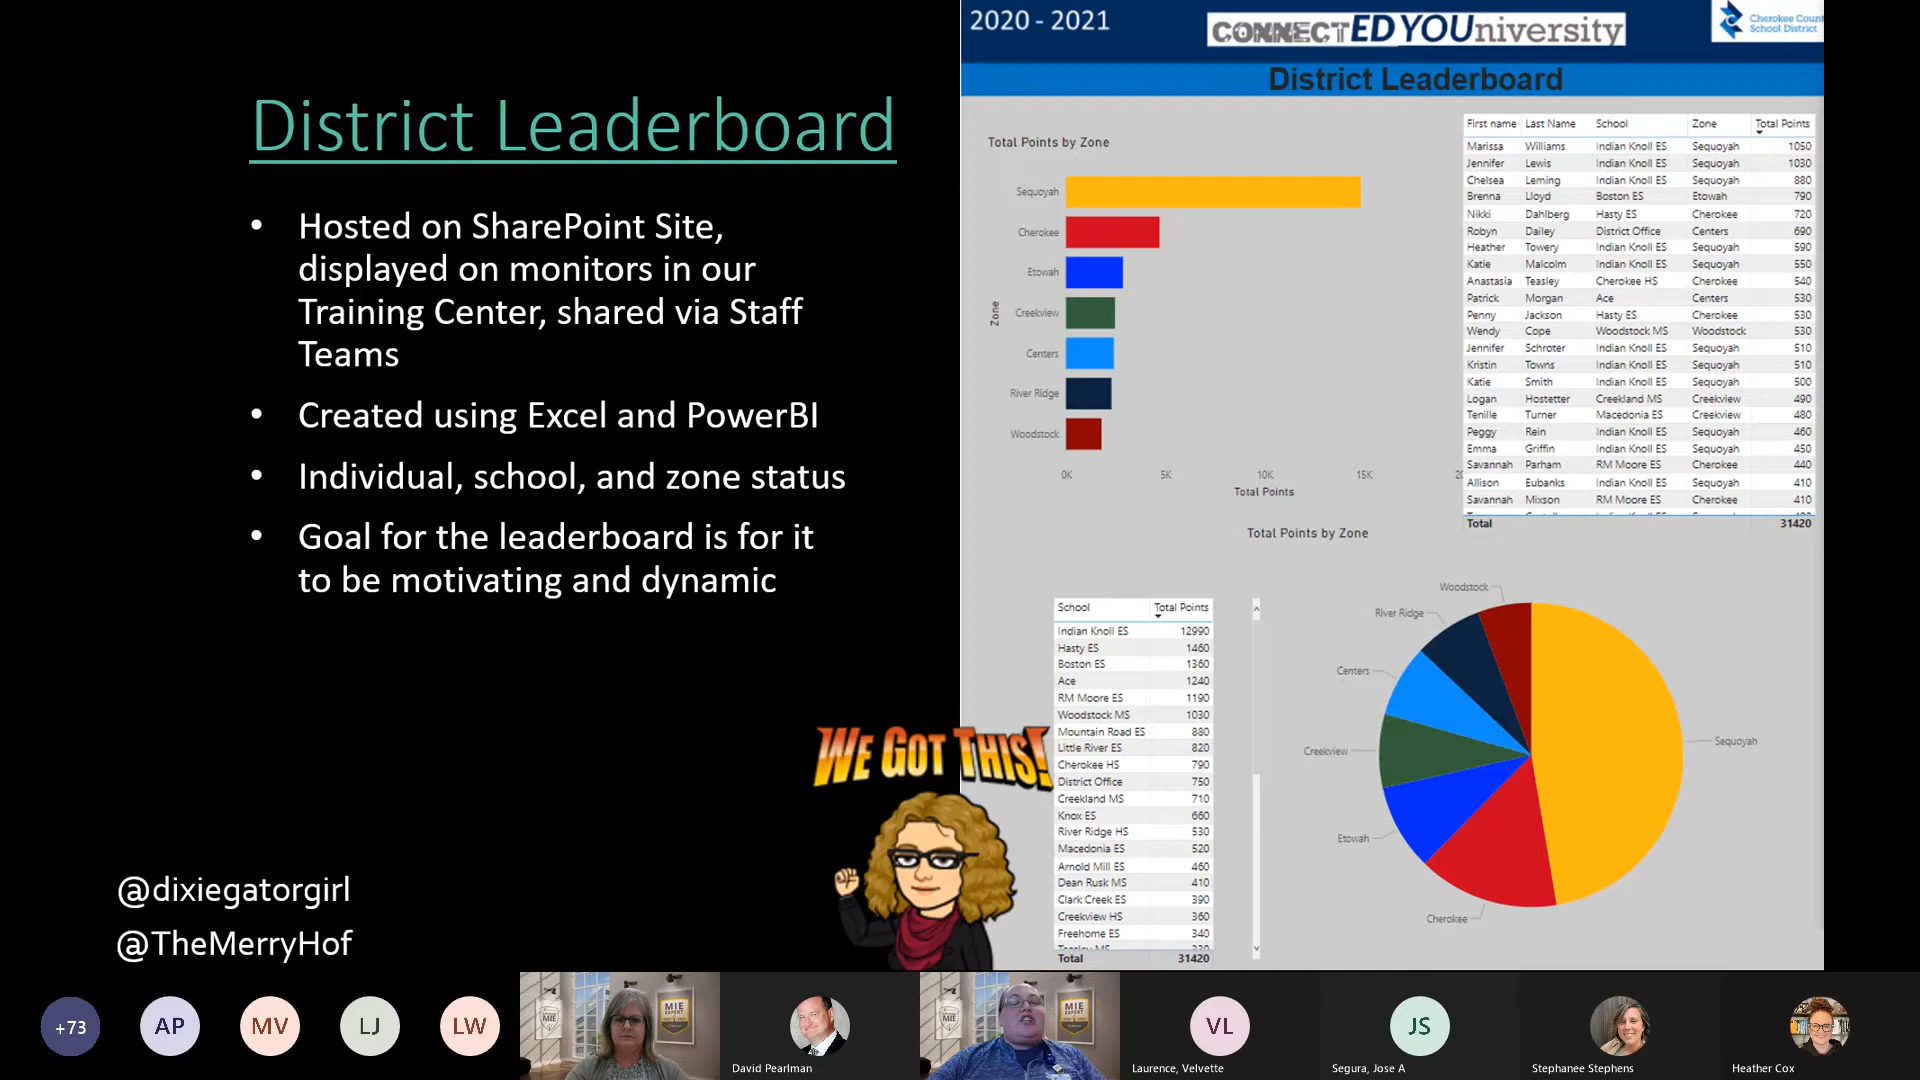 District Leaderboard
• Hosted on SharePoint Site,
displayed on monitors in our
Training Center, shared via Staff
Teams
• Created using Excel and PowerBI
• Individual, school, and zone status
• Goal for the leaderboard is for it
to be motivating and dynamic
@dixiegatorgirl
@TheMerryHof
WE GOT THIS!
2020 - 2021
CONNECTED YOUniversity
Cherokee Count
School District
District Leaderboard
Total Points by Zone
Zone
Sequoyah
Cherokee
Etowah
Creekview
Centers
River Ridge
Woodstock
0K 5K 10K 15K
Total Points
First name Last Name School Zone Total Points
Marissa Williams Indian Knoll ES Sequoyah 1050
Jennifer Lewis Indian Knoll ES Sequoyah 1030
Chelsea Leming Indian Knoll ES Sequoyah 880
Brenna Lloyd Boston ES Etowah 790
Nikki Dahlberg Hasty ES Cherokee 720
Robyn Dailey District Office Centers 690
Heather Towery Indian Knoll ES Sequoyah 590
Katie Malcolm Indian Knoll ES Sequoyah 550
Anastasia Teasley Cherokee HS Cherokee 540
Patrick Morgan Ace Centers 530
Penny Jackson Hasty ES Cherokee 530
Wendy Cope Woodstock MS Woodstock 530
Jennifer Schroter Indian Knoll ES Sequoyah 510
Kristin Towns Indian Knoll ES Sequoyah 510
Katie Smith Indian Knoll ES Sequoyah 500
Logan Hostetter Creekland MS Creekview 490
Tenille Turner Macedonia ES Creekview 480
Peggy Rein Indian Knoll ES Sequoyah 460
Emma Griffin Indian Knoll ES Sequoyah 450
Savannah Parham RM Moore ES Cherokee 440
Allison Eubanks Indian Knoll ES Sequoyah 410
Savannah Mixson RM Moore ES Cherokee 410
Total 31420
Total Points by Zone
School Total Points
Indian Knoll ES 12990
Hasty ES 1460
Boston ES 1360
Ace 1240
RM Moore ES 1190
Woodstock MS 1030
Mountain Road ES 880
Little River ES 820
Cherokee HS 790
District Office 750
Creekland MS 710
Knox ES 660
River Ridge HS 530
Macedonia ES 520
Arnold Mill ES 460
Dean Rusk MS 410
Clark Creek ES 390
Creekview HS 360
Freehome ES 340
Total 31420
Woodstock
River Ridge
Centers
Creekview
Etowah
Cherokee
Sequoyah
+73 AP MV LJ LW
MIE
MIE
EXPERT
MIE
MIE
EXPERT
VL JS
David Pearlman
Laurence, Velvette
Segura, Jose A
Stephanee Stephens
Heather Cox